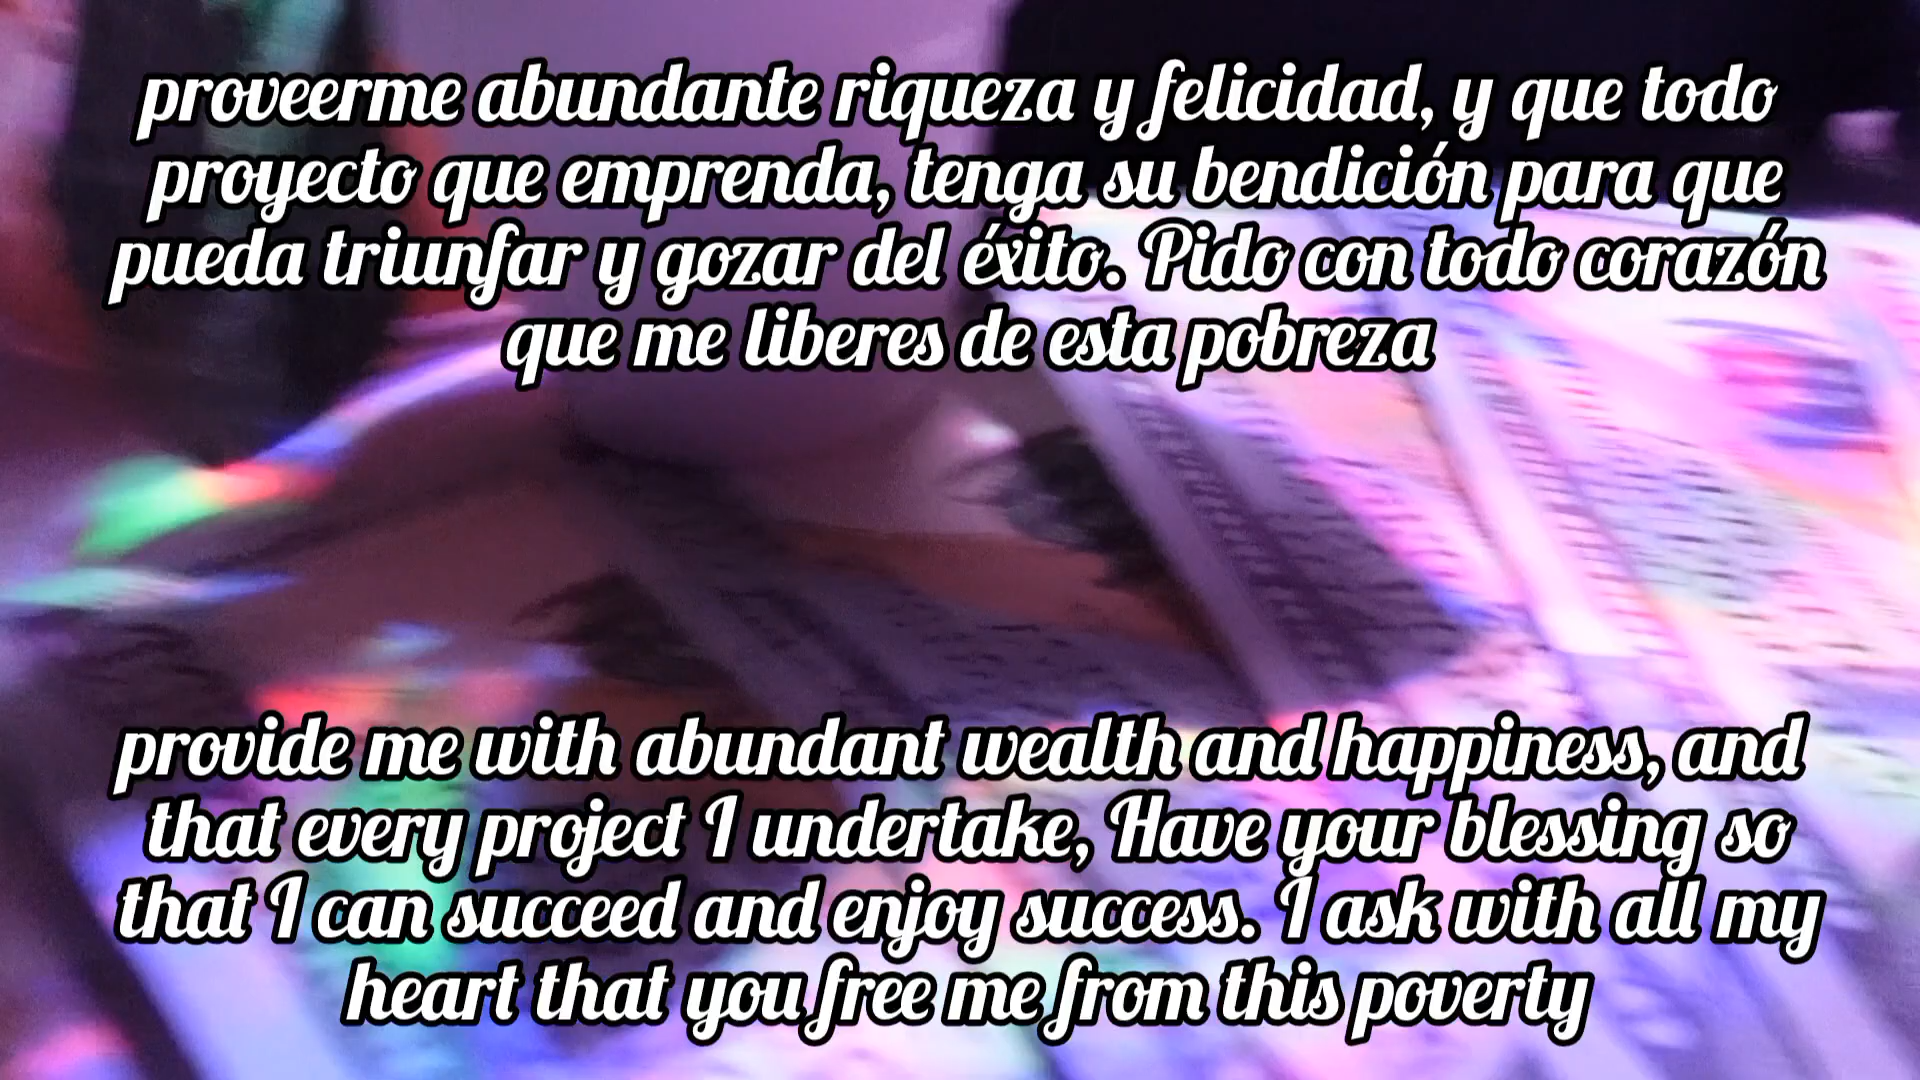 proveerme abundante riqueza y felicidad, y que todo
proyecto que emprenda, tenga su bendición para que
pueda triunfar y gozar del éxito. Pido con todo corazón
que me liberes de esta pobreza
provide me with abundant wealth and happiness, and
that every project I undertake, Have your blessing so
that I can succeed and enjoy success. I ask with all my
heart that you free me from this poverty